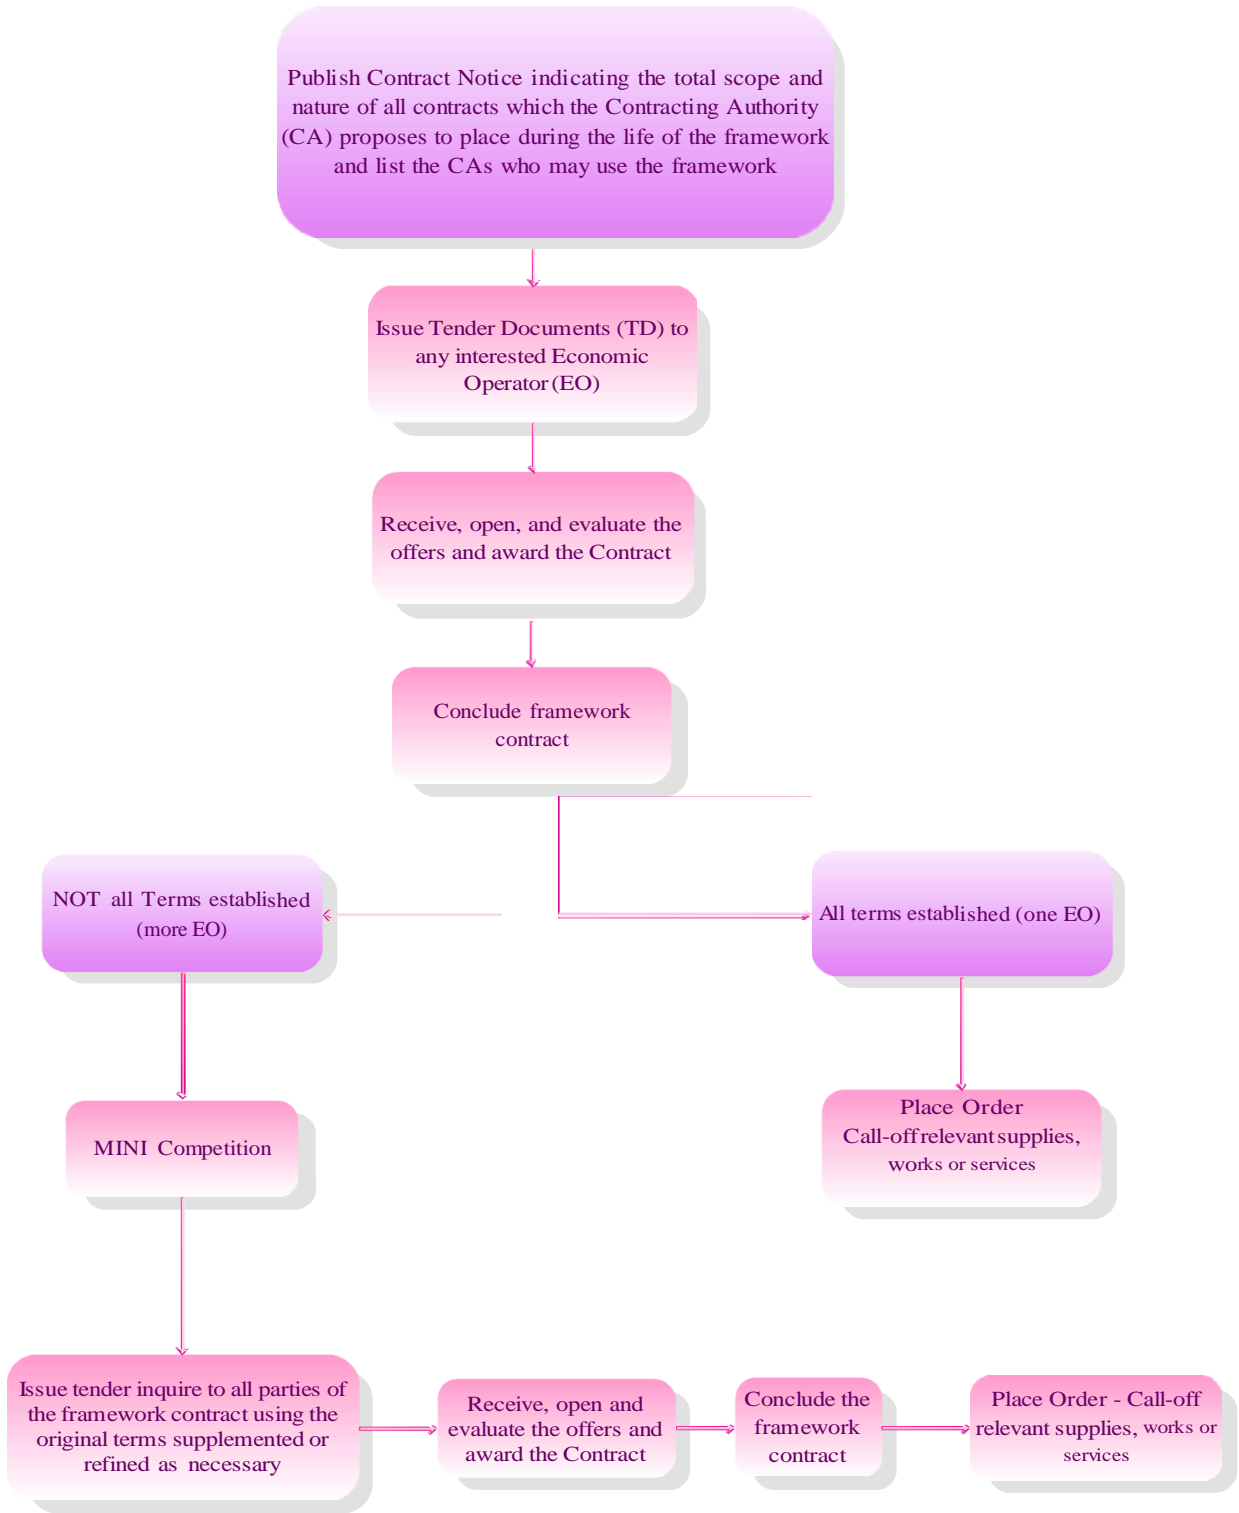 Publish Contract Notice indicating the total scope and
nature of all contracts which the Contracting Authority
(CA) proposes to place during the life of the framework
and list the CAs who may use the framework
Issue Tender Documents (TD) to
any interested Economic
Operator (EO)
Receive, open, and evaluate the
offers and award the Contract
Conclude framework
contract
NOT all Terms established
(more EO)
All terms established (one EO)
MINI Competition
Place Order
Call-off relevant supplies,
works or services
Issue tender inquire to all parties of
the framework contract using the
original terms supplemented or
refined as necessary
Receive, open and
evaluate the offers and
award the Contract
Conclude the
framework
contract
Place Order - Call-off
relevant supplies, works or
services